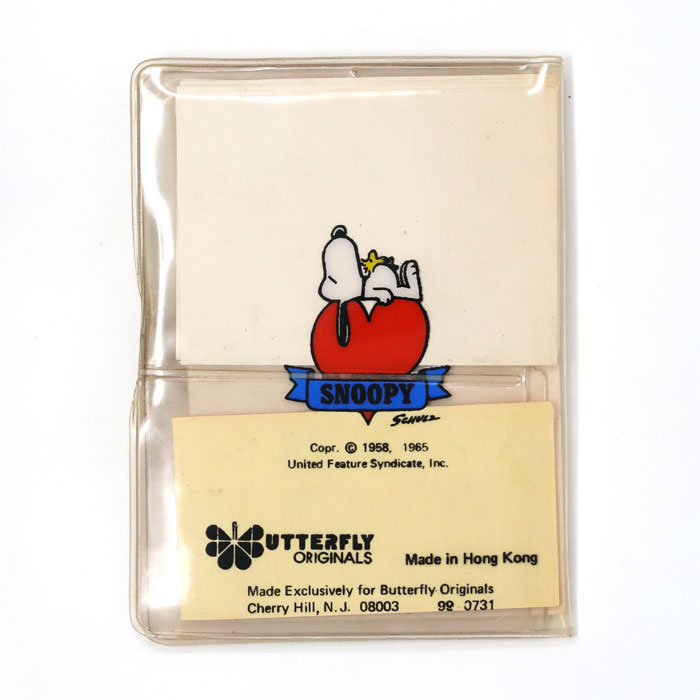 SNOOPY
SCHULZ
Copr. © 1958, 1965
United Feature Syndicate, Inc.
BUTTERFLY
ORIGINALS
Made in Hong Kong
Made Exclusively for Butterfly Originals
Cherry Hill, N.J. 08003 99 0731